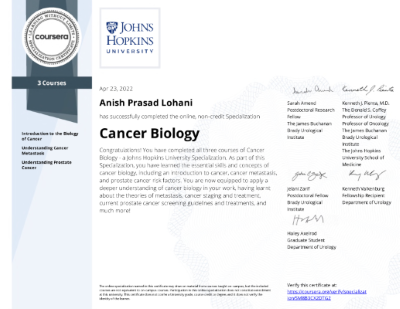 LEARNING WITHOUT LIMITS
coursera
SPECIALIZATION CERTIFICATE
3 Courses
Introduction to the Biology
of Cancer
Understanding Cancer
Metastasis
Understanding Prostate
Cancer
JOHNS
HOPKINS
UNIVERSITY
Apr 23, 2022
Anish Prasad Lohani
has successfully completed the online, non-credit Specialization
Cancer Biology
Congratulations! You have completed all three courses of Cancer
Biology - a Johns Hopkins University Specialization. As part of this
Specialization, you have learned the essential skills and concepts of
cancer biology, including an introduction to cancer, cancer metastasis,
and prostate cancer risk factors. You are now equipped to apply a
deeper understanding of cancer biology in your work, having learnt
about the theories of metastasis, cancer staging and treatment,
current prostate cancer screening guidelines and treatments, and
much more!
Sarah Amend
Postdoctoral Research
Fellow
The James Buchanan
Brady Urological
Institute
Kenneth J. Pienta, M.D.
The Donald S. Coffey
Professor of Urology
Professor of Oncology
The James Buchanan
Brady Urological
Institute
The Johns Hopkins
University School of
Medicine
Jelani Zarif
Postdoctoral Research
Fellow
Brady Urological
Institute
Kenneth Valkenburg
Fellowship Recipient
Department of Urology
Haley Axelrod
Graduate Student
Department of Urology
Verify this certificate at: